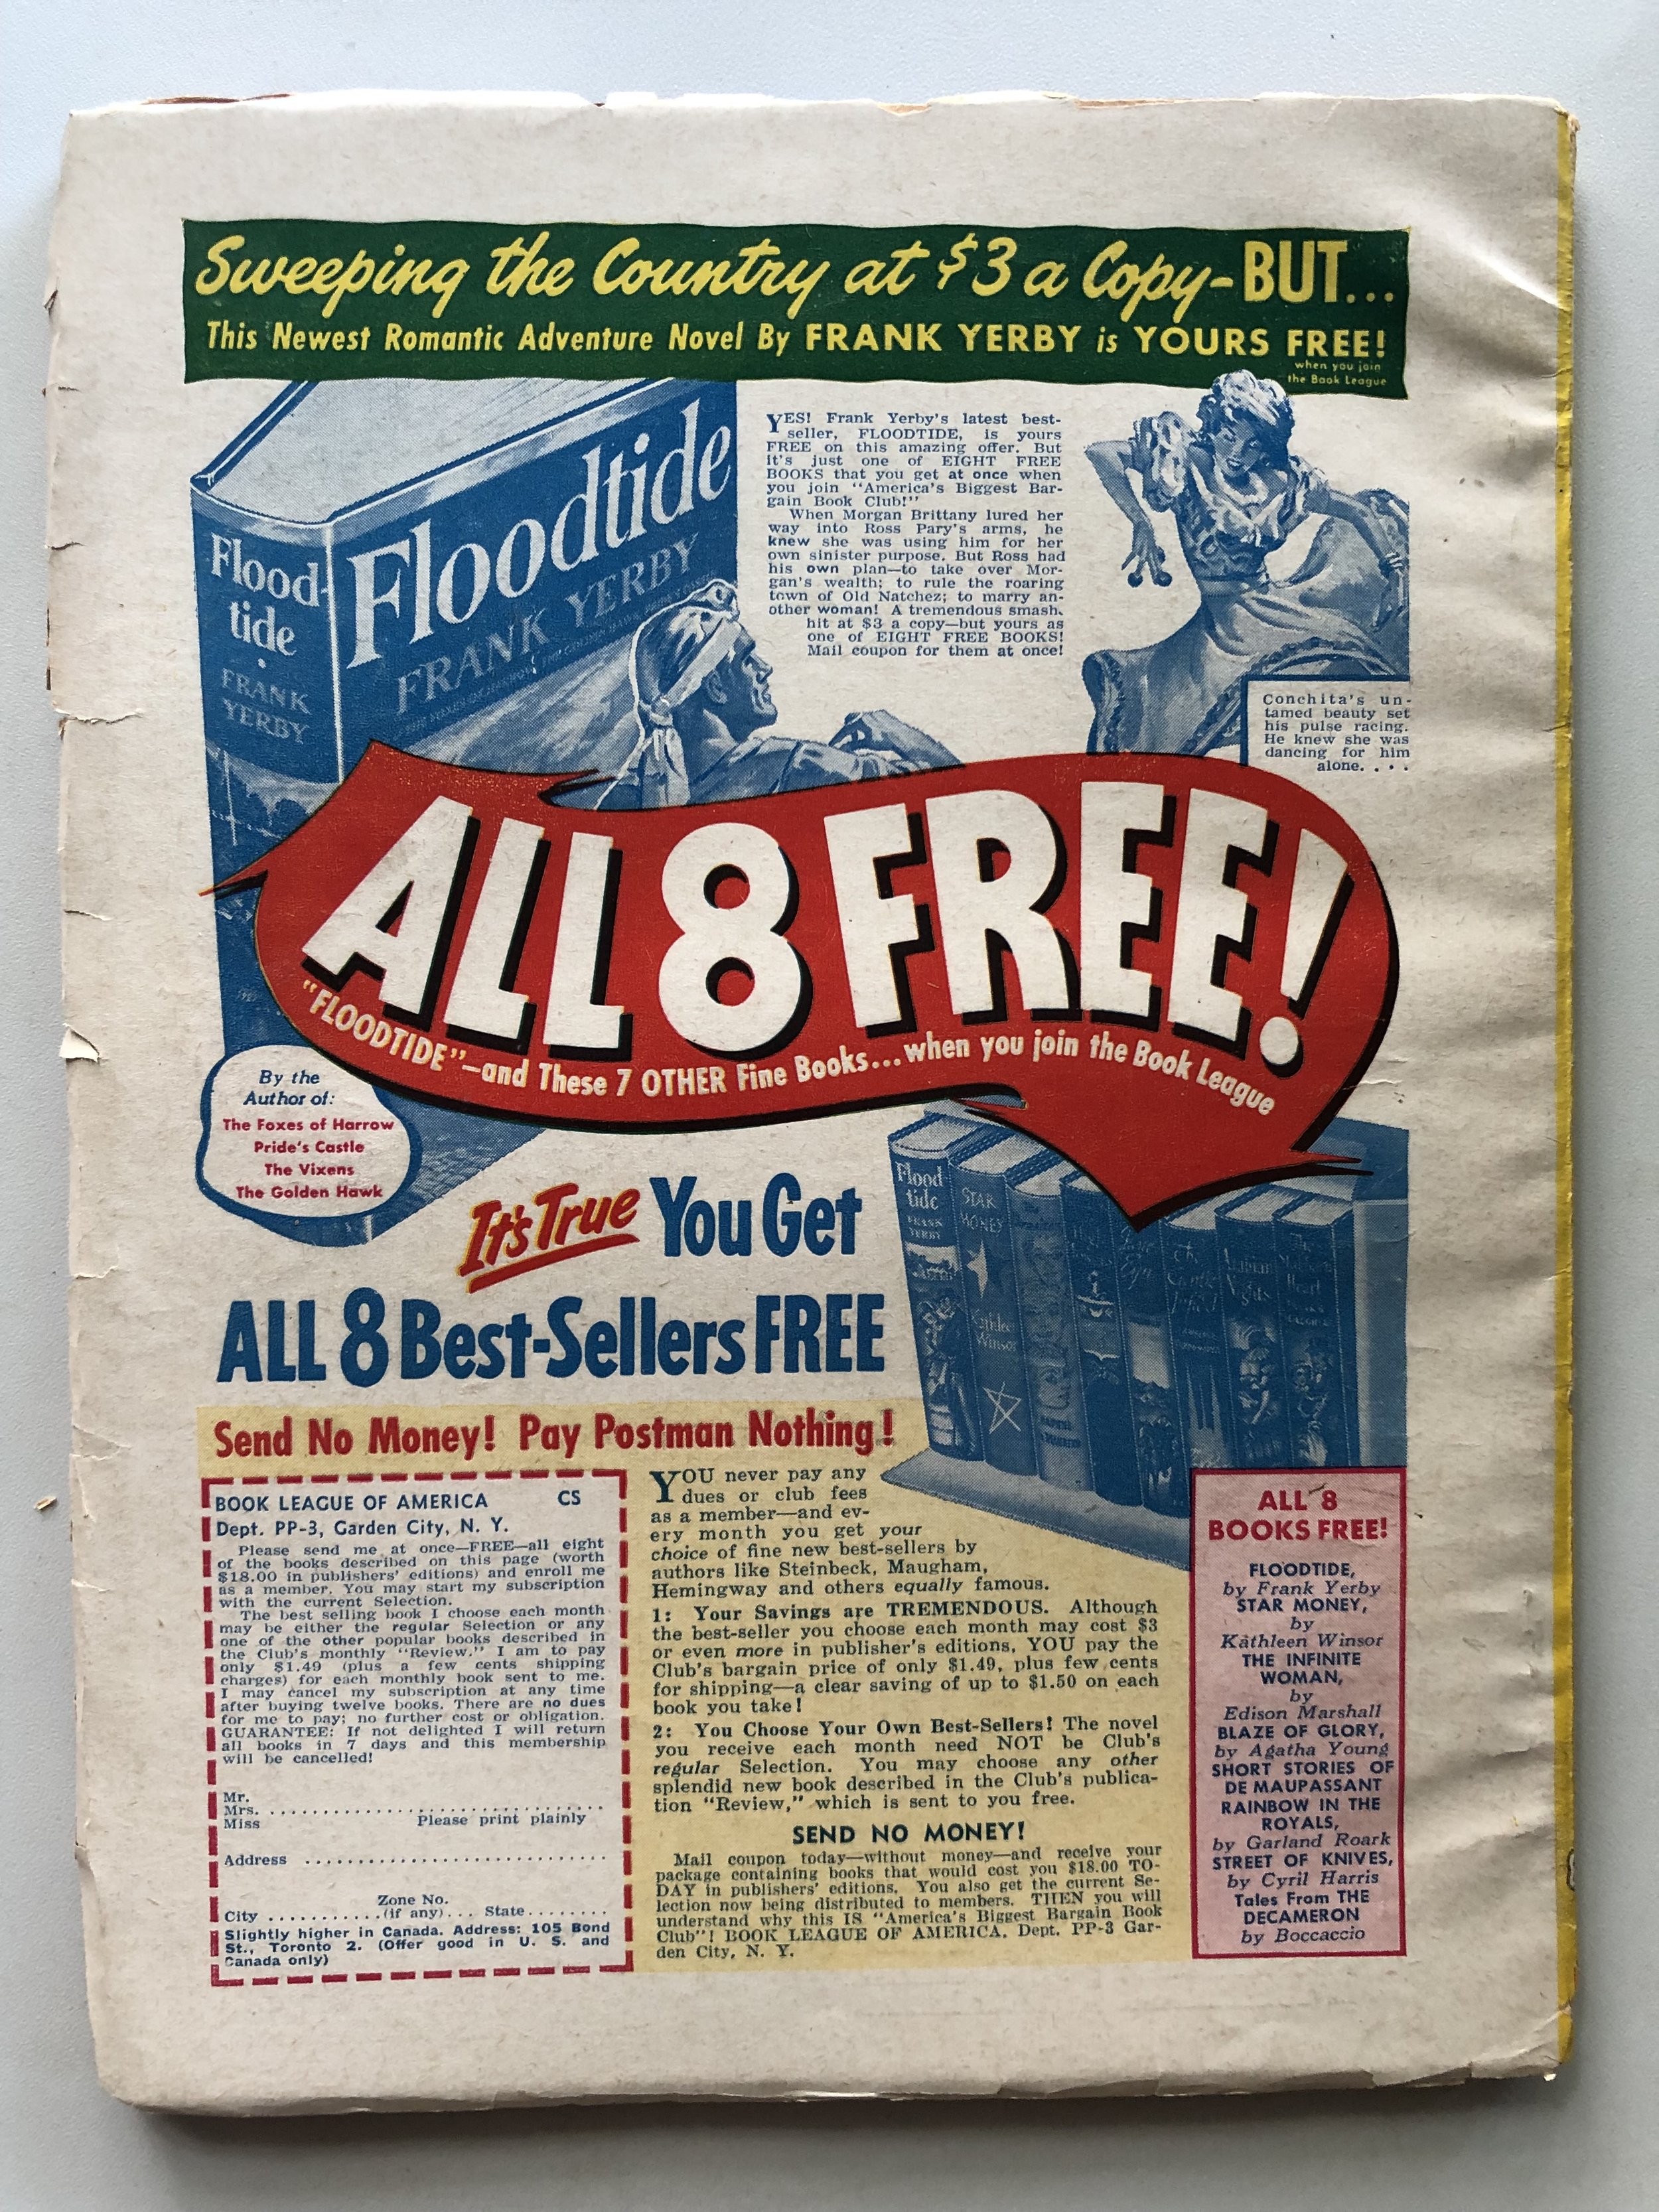 Sweeping the Country at $3 a Copy-BUT...
This Newest Romantic Adventure Novel By FRANK YERBY is YOURS FREE!
when you join
the Book League
Floodtide
FRANK YERBY
Flood-
tide
FRANK
YERBY
YES! Frank Yerby's latest best-
seller, FLOODTIDE, is yours
FREE on this amazing offer. But
it's just one of EIGHT FREE
BOOKS that you get at once when
you join "America's Biggest Bar-
gain Book Club!"
When Morgan Brittany lured her
way into Ross Pary's arms, he
knew she was using him for her
own sinister purpose. But Ross had
his own plan—to take over Mor-
gan's wealth; to rule the roaring
town of Old Natchez; to marry an-
other woman! A tremendous smash
hit at $3 a copy—but yours as
one of EIGHT FREE BOOKS!
Mail coupon for them at once!
Conchita's un-
tamed beauty set
his pulse racing.
He knew she was
dancing for him
alone. . . .
ALL 8 FREE!
"FLOODTIDE"—and These 7 OTHER Fine Books...when you join the Book League
By the
Author of:
The Foxes of Harrow
Pride's Castle
The Vixens
The Golden Hawk
It's True You Get
ALL 8 Best-Sellers FREE
Flood
tide
FRANK
YERBY
STAR
MONEY
Kathleen
Winsor
Arabian
Nights
Send No Money! Pay Postman Nothing!
BOOK LEAGUE OF AMERICA CS
Dept. PP-3, Garden City, N. Y.
Please send me at once—FREE—all eight
of the books described on this page (worth
$18.00 in publishers' editions) and enroll me
as a member. You may start my subscription
with the current Selection.
The best selling book I choose each month
may be either the regular Selection or any
one of the other popular books described in
the Club's monthly "Review." I am to pay
only $1.49 (plus a few cents shipping
charges) for each monthly book sent to me.
I may cancel my subscription at any time
after buying twelve books. There are no dues
for me to pay; no further cost or obligation.
GUARANTEE: If not delighted I will return
all books in 7 days and this membership
will be cancelled!
Mr.
Mrs. ........................................
Miss Please print plainly
Address ........................................
Zone No.
City ...........(if any)... State........
Slightly higher in Canada. Address: 105 Bond
St., Toronto 2. (Offer good in U. S. and
Canada only)
YOU never pay any
dues or club fees
as a member—and ev-
ery month you get your
choice of fine new best-sellers by
authors like Steinbeck, Maugham,
Hemingway and others equally famous.
1: Your Savings are TREMENDOUS. Although
the best-seller you choose each month may cost $3
or even more in publisher's editions, YOU pay the
Club's bargain price of only $1.49, plus few cents
for shipping—a clear saving of up to $1.50 on each
book you take!
2: You Choose Your Own Best-Sellers! The novel
you receive each month need NOT be Club's
regular Selection. You may choose any other
splendid new book described in the Club's publica-
tion "Review," which is sent to you free.
SEND NO MONEY!
Mail coupon today—without money—and receive your
package containing books that would cost you $18.00 TO-
DAY in publishers' editions. You also get the current Se-
lection now being distributed to members. THEN you will
understand why this IS "America's Biggest Bargain Book
Club"! BOOK LEAGUE OF AMERICA, Dept. PP-3 Gar-
den City, N. Y.
ALL 8
BOOKS FREE!
FLOODTIDE,
by Frank Yerby
STAR MONEY,
by
Kathleen Winsor
THE INFINITE
WOMAN,
by
Edison Marshall
BLAZE OF GLORY,
by Agatha Young
SHORT STORIES OF
DE MAUPASSANT
RAINBOW IN THE
ROYALS,
by Garland Roark
STREET OF KNIVES,
by Cyril Harris
Tales From THE
DECAMERON
by Boccaccio